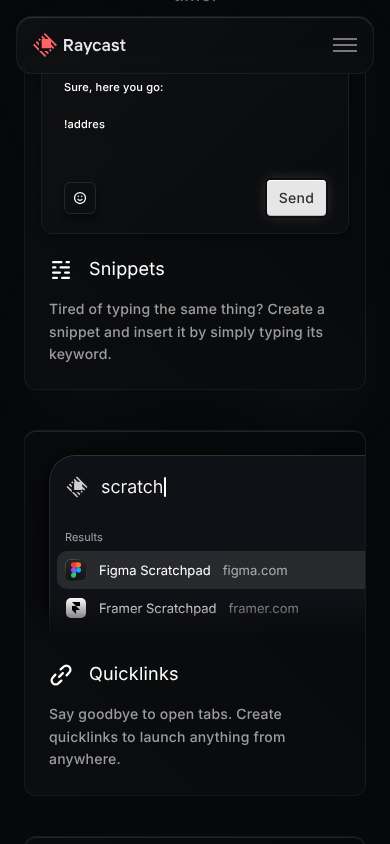 Raycast
Sure, here you go:
!addres
Send
Snippets
Tired of typing the same thing? Create a
snippet and insert it by simply typing its
keyword.
scratch
Results
Figma Scratchpad figma.com
Framer Scratchpad framer.com
Quicklinks
Say goodbye to open tabs. Create
quicklinks to launch anything from
anywhere.